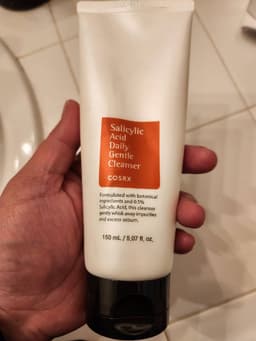 Salicylic
Acid
Daily
Gentle
Cleanser
COSRX
Formulated with botanical
ingredients and 0.5%
Salicylic Acid, this cleanser
gently whisk away impurities
and excess sebum.
150 mL / 5.07 fl. oz.